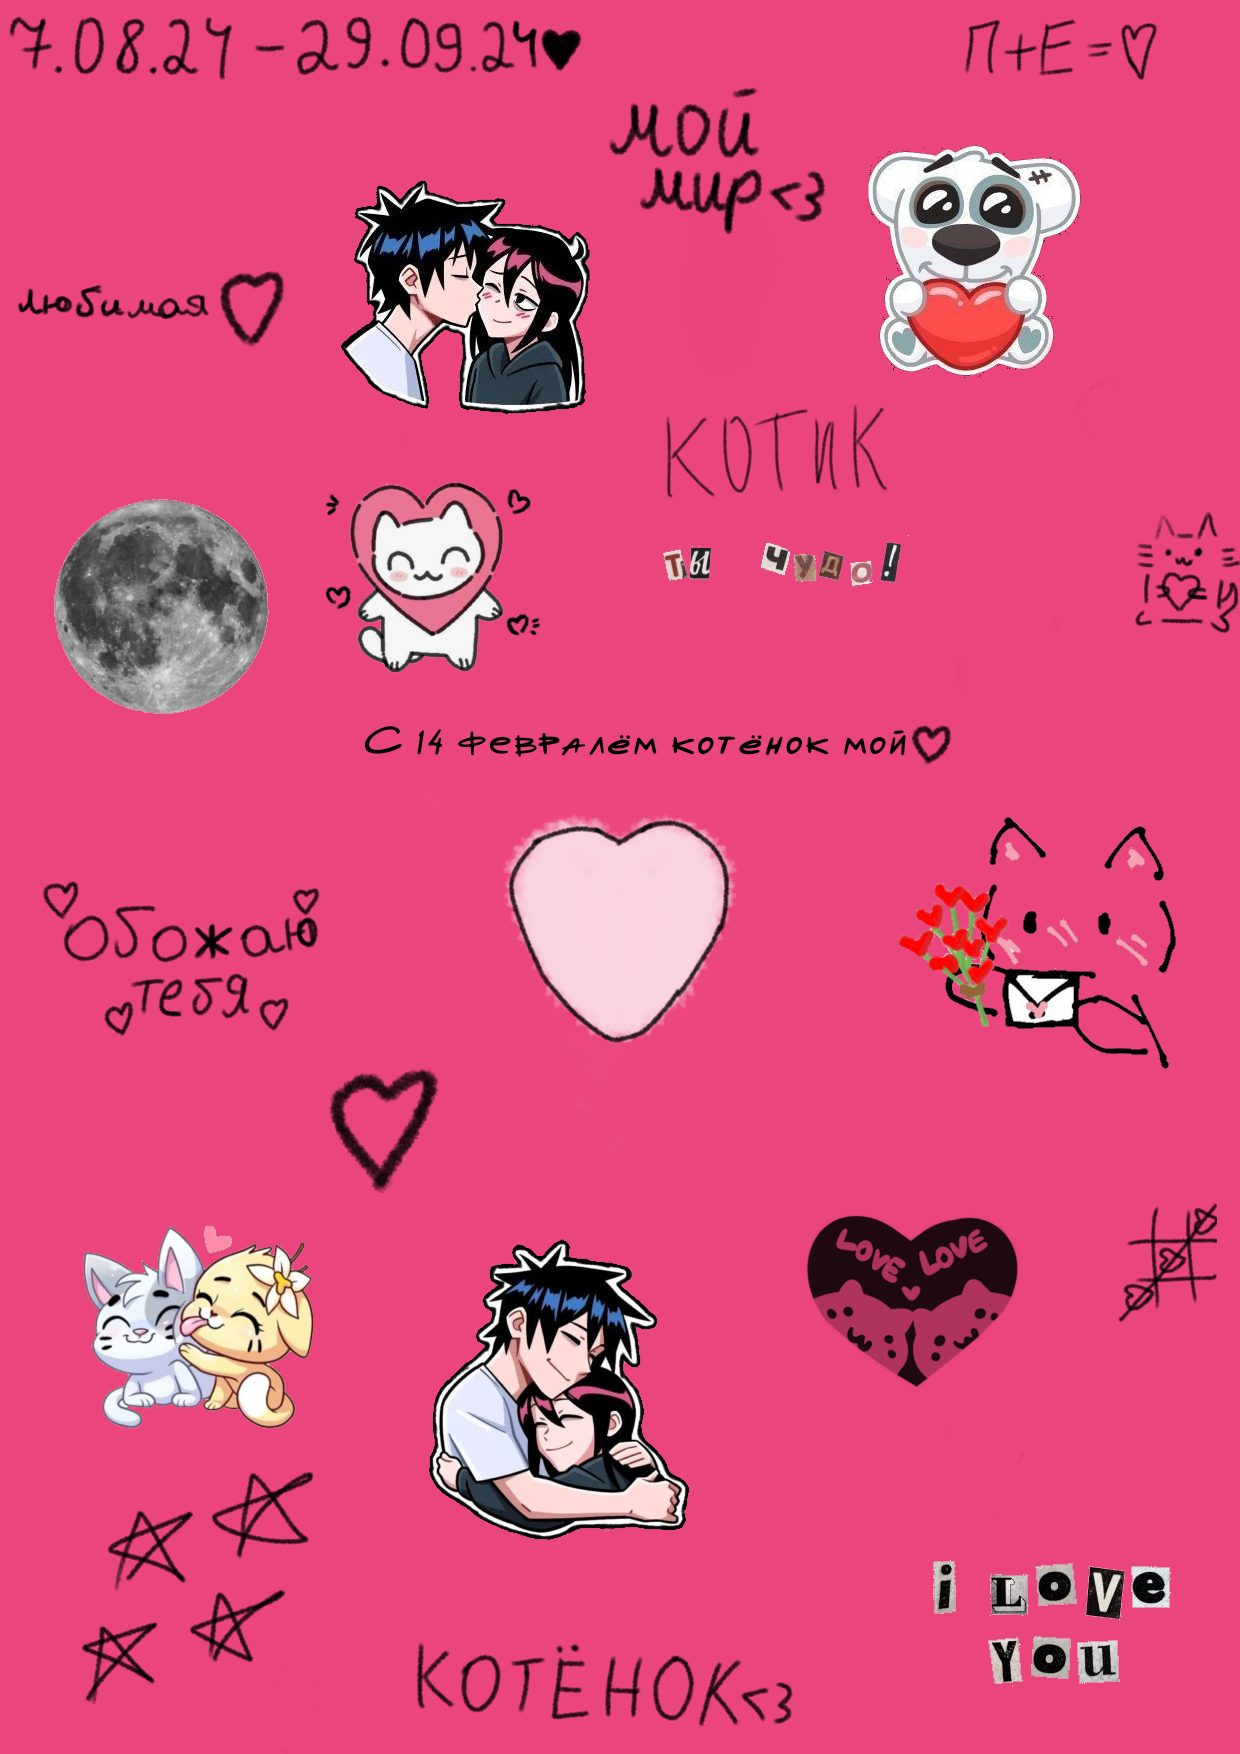 7.08.24 - 29.09.24♥
П+Е=♡
мой
мир<3
любимая ♡
КОТИК
ты чудо!
С 14 февралём котёнок мой♡
Обожаю
тебя
LOVE LOVE
i Love
You
КОТЁНОК<3